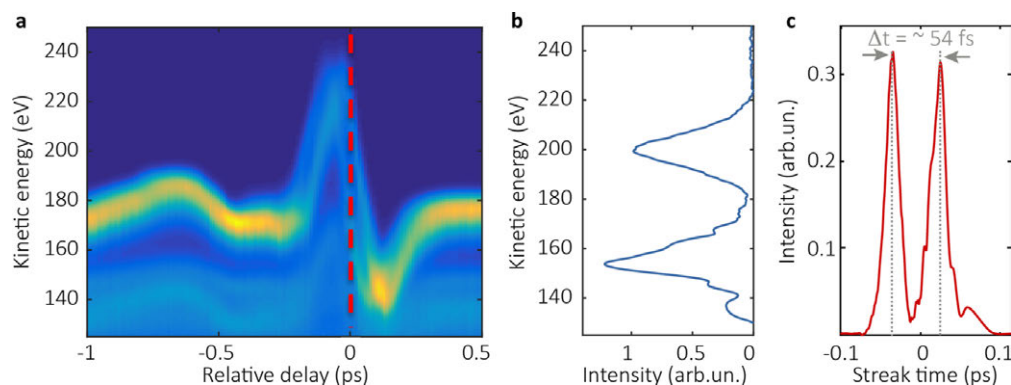 a
Kinetic energy (eV)
240
220
200
180
160
140
-1
-0.5
0
0.5
Relative delay (ps)
b
Kinetic energy (eV)
240
220
200
180
160
140
1
0.5
0
Intensity (arb.un.)
c
Δt = ~ 54 fs
Intensity (arb.un.)
0.3
0.2
0.1
-0.1
0
0.1
Streak time (ps)